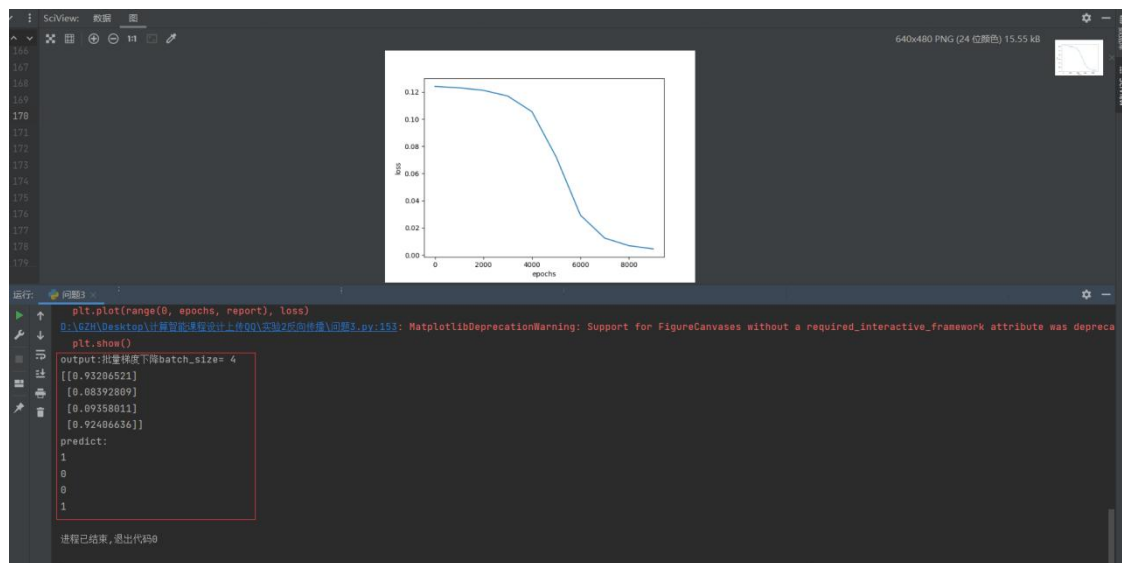 SciView: 数据 图
640x480 PNG (24 位颜色) 15.55 kB
166
167
168
169
170
171
172
173
174
175
176
177
178
179
0.12
0.10
0.08
0.06
0.04
0.02
0.00
loss
0 2000 4000 6000 8000
epochs
运行: 问题3
plt.plot(range(0, epochs, report), loss)
D:\GZH\Desktop\计算智能课程设计上传QQ\实验2反向传播\问题3.py:153: MatplotlibDeprecationWarning: Support for FigureCanvases without a required_interactive_framework attribute was depreca
plt.show()
output:批量梯度下降batch_size= 4
[[0.93206521]
[0.08392809]
[0.09358011]
[0.92406636]]
predict:
1
0
0
1
进程已结束,退出代码0